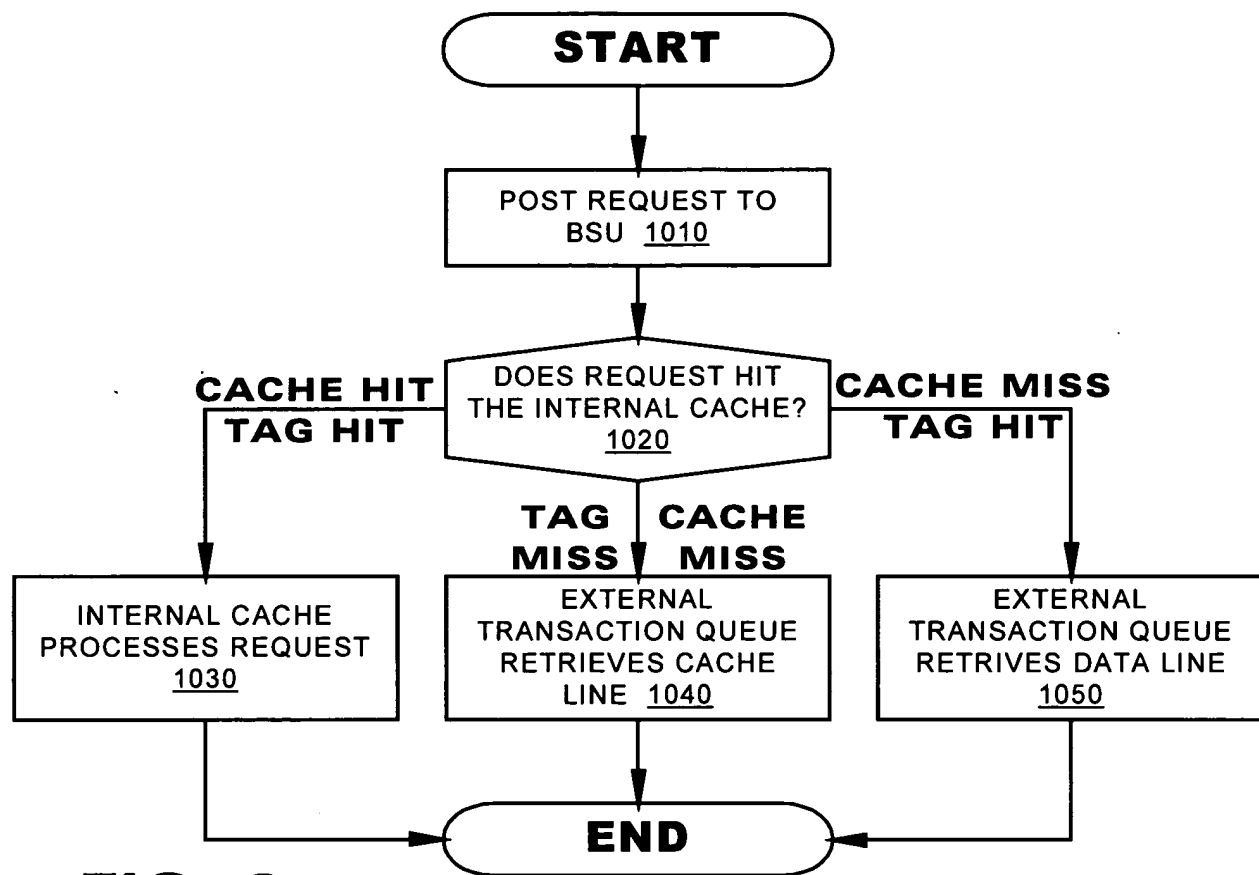 START
POST REQUEST TO
BSU 1010
DOES REQUEST HIT
THE INTERNAL CACHE?
1020
CACHE HIT
TAG HIT
CACHE MISS
TAG HIT
TAG CACHE
MISS MISS
INTERNAL CACHE
PROCESSES REQUEST
1030
EXTERNAL
TRANSACTION QUEUE
RETRIEVES CACHE
LINE 1040
EXTERNAL
TRANSACTION QUEUE
RETRIVES DATA LINE
1050
END